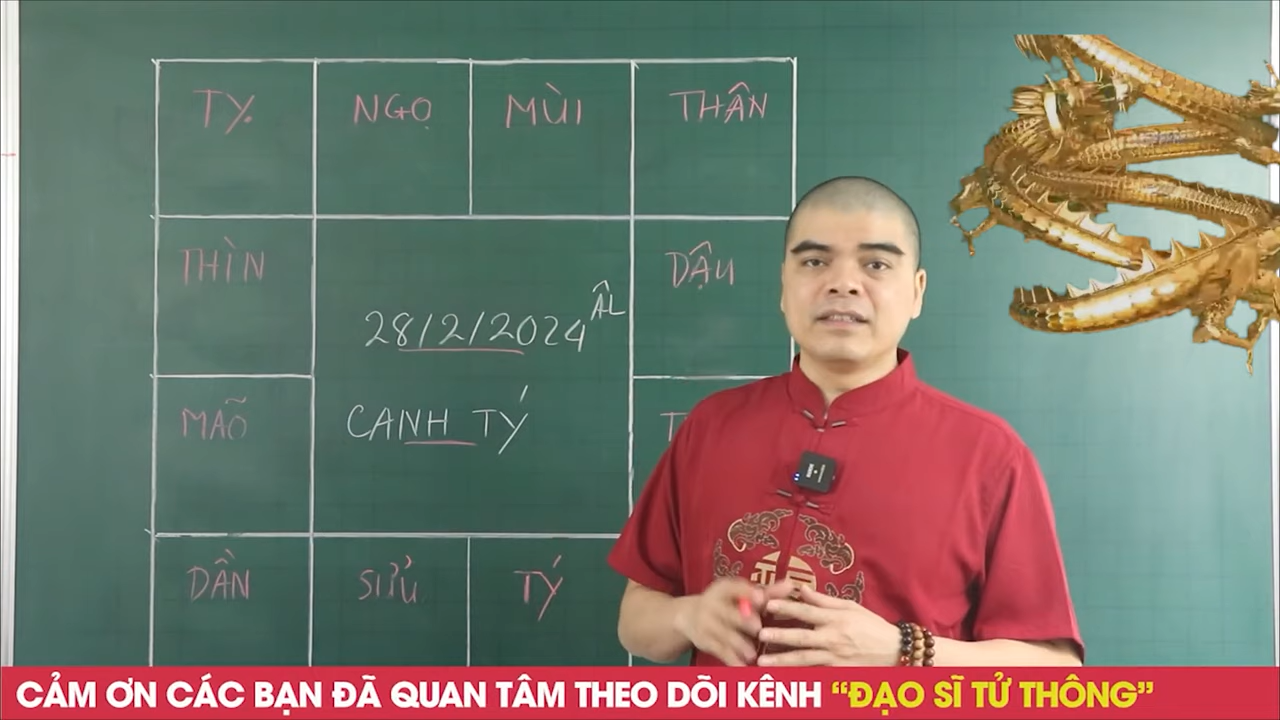 TỴ. NGỌ MÙI THÂN
THÌN DẬU
28/2/2024 ÂL
MÃO CANH TÝ T
DẦN SỬU TÝ
CẢM ƠN CÁC BẠN ĐÃ QUAN TÂM THEO DÕI KÊNH “ĐẠO SĨ TỬ THÔNG”